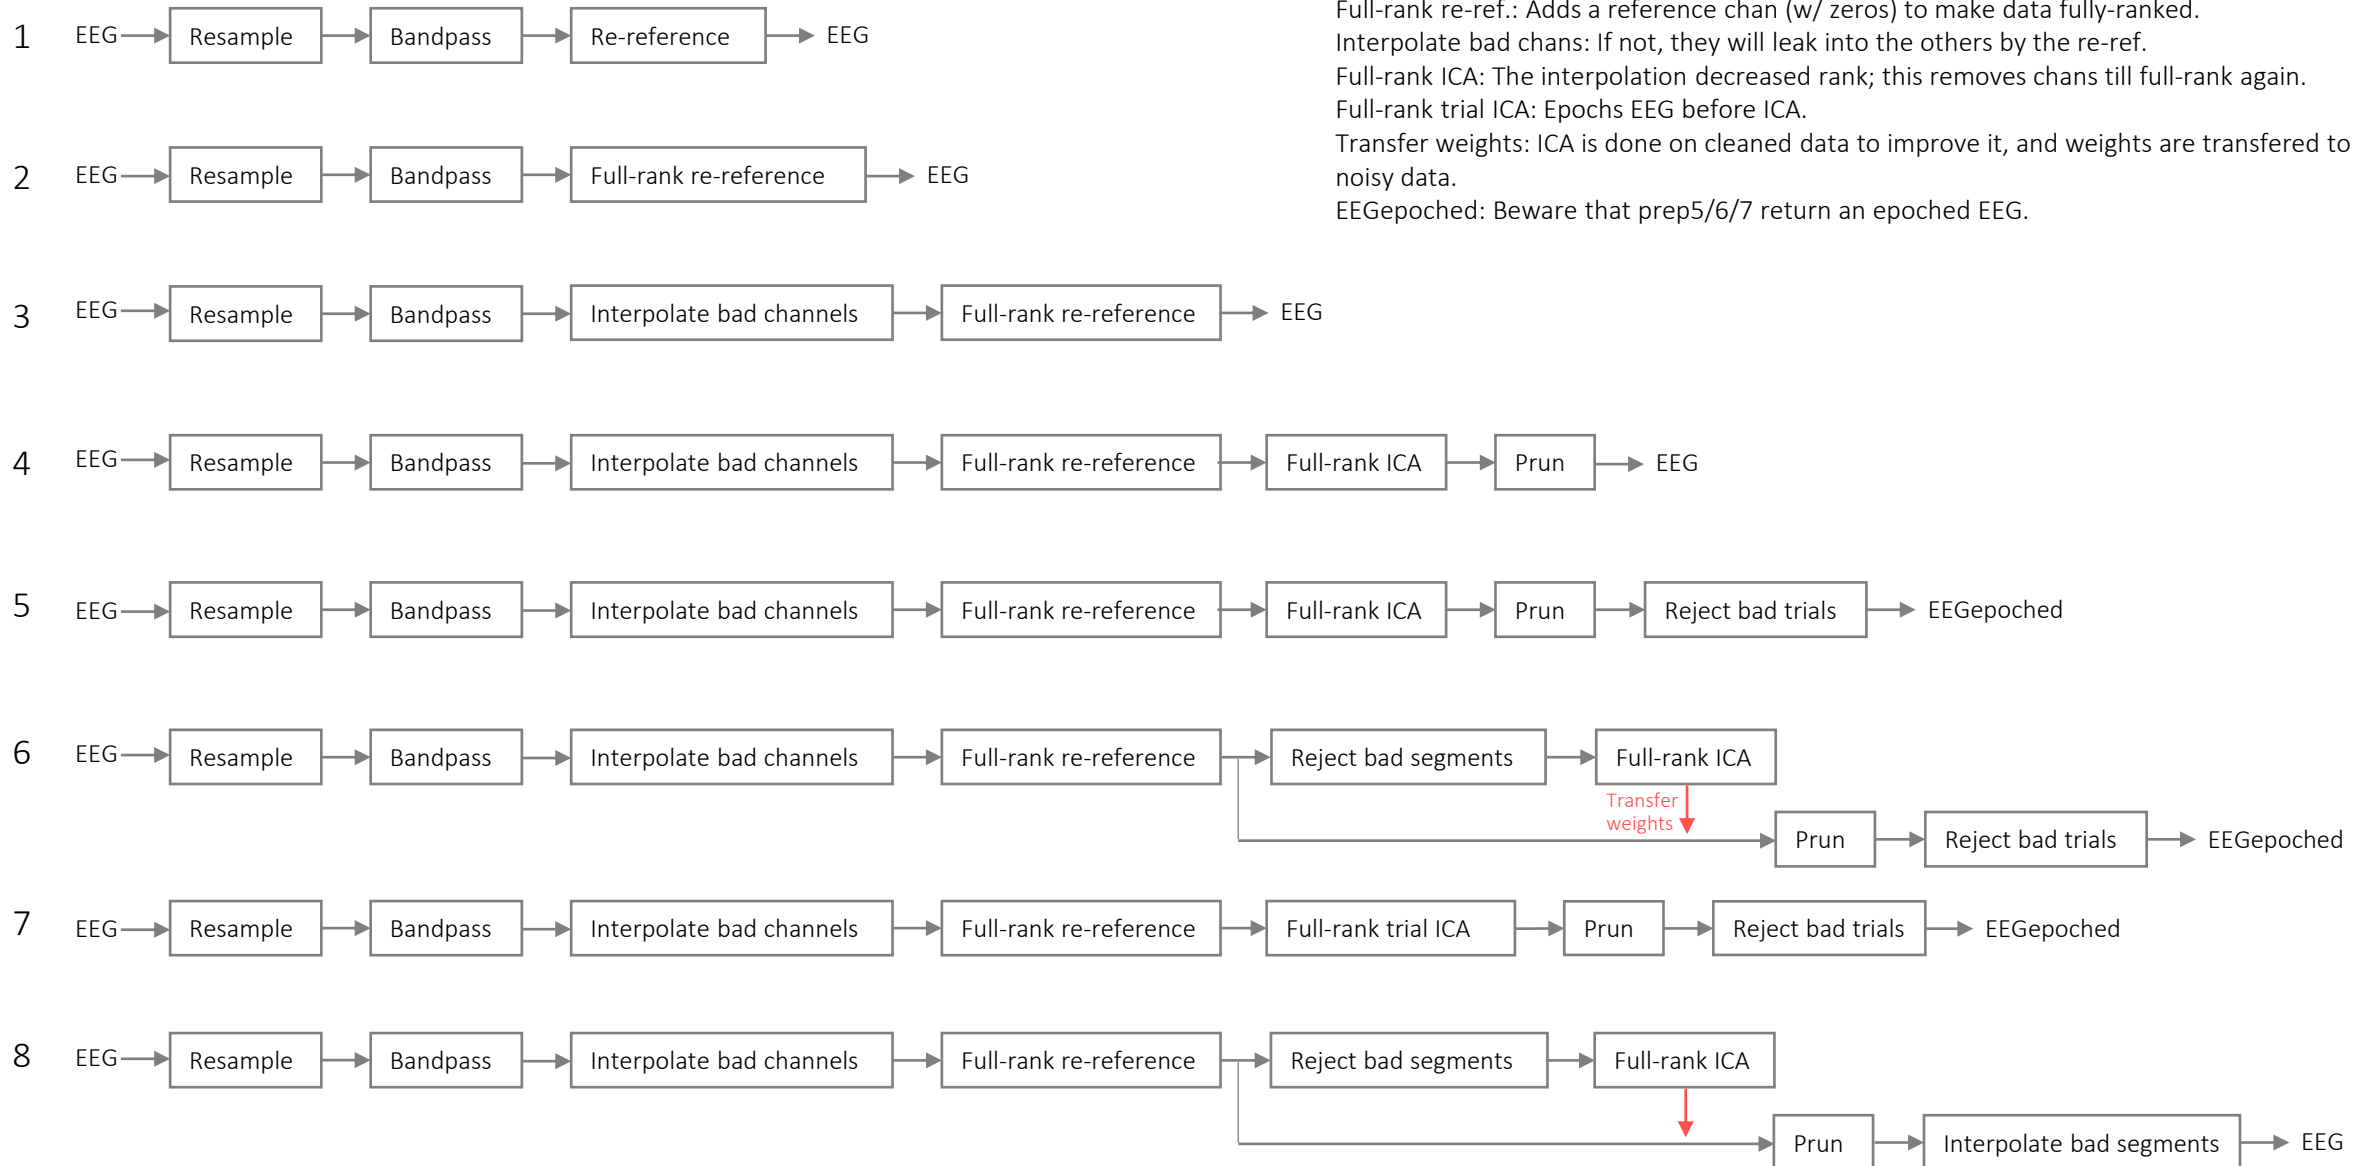 Full-rank re-ref.: Adds a reference chan (w/ zeros) to make data fully-ranked.
Interpolate bad chans: If not, they will leak into the others by the re-ref.
Full-rank ICA: The interpolation decreased rank; this removes chans till full-rank again.
Full-rank trial ICA: Epochs EEG before ICA.
Transfer weights: ICA is done on cleaned data to improve it, and weights are transfered to
noisy data.
EEGepoched: Beware that prep5/6/7 return an epoched EEG.
1 EEG Resample Bandpass Re-reference EEG
2 EEG Resample Bandpass Full-rank re-reference EEG
3 EEG Resample Bandpass Interpolate bad channels Full-rank re-reference EEG
4 EEG Resample Bandpass Interpolate bad channels Full-rank re-reference Full-rank ICA Prun EEG
5 EEG Resample Bandpass Interpolate bad channels Full-rank re-reference Full-rank ICA Prun Reject bad trials EEGepoched
6 EEG Resample Bandpass Interpolate bad channels Full-rank re-reference Reject bad segments Full-rank ICA
Transfer
weights
Prun Reject bad trials EEGepoched
7 EEG Resample Bandpass Interpolate bad channels Full-rank re-reference Full-rank trial ICA Prun Reject bad trials EEGepoched
8 EEG Resample Bandpass Interpolate bad channels Full-rank re-reference Reject bad segments Full-rank ICA
Prun Interpolate bad segments EEG